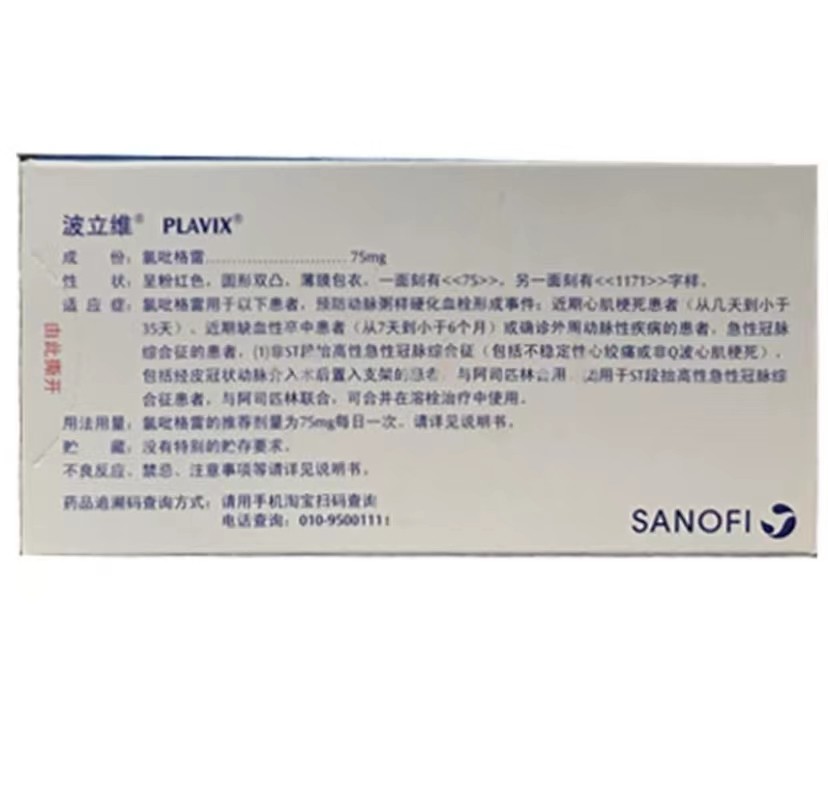 波立维® PLAVIX®
成 份：氯吡格雷........................75mg
性 状：呈粉红色，圆形双凸，薄膜包衣，一面刻有<<75>>，另一面刻有<<1171>>字样。
适 应 症：氯吡格雷用于以下患者，预防动脉粥样硬化血栓形成事件：近期心肌梗死患者（从几天到小于
35天），近期缺血性卒中患者（从7天到小于6个月）或确诊外周动脉性疾病的患者，急性冠脉
综合征的患者，(1)非ST段抬高性急性冠脉综合征（包括不稳定性心绞痛或非Q波心肌梗死），
包括经皮冠状动脉介入术后置入支架的患者，与阿司匹林合用。(2)用于ST段抬高性急性冠脉综
合征患者，与阿司匹林联合，可合并在溶栓治疗中使用。
用法用量：氯吡格雷的推荐剂量为75mg每日一次，请详见说明书。
贮 藏：没有特别的贮存要求。
不良反应、禁忌、注意事项等请详见说明书。
药品追溯码查询方式：请用手机淘宝扫码查询
电话查询：010-95001111
由此撕开
SANOFI